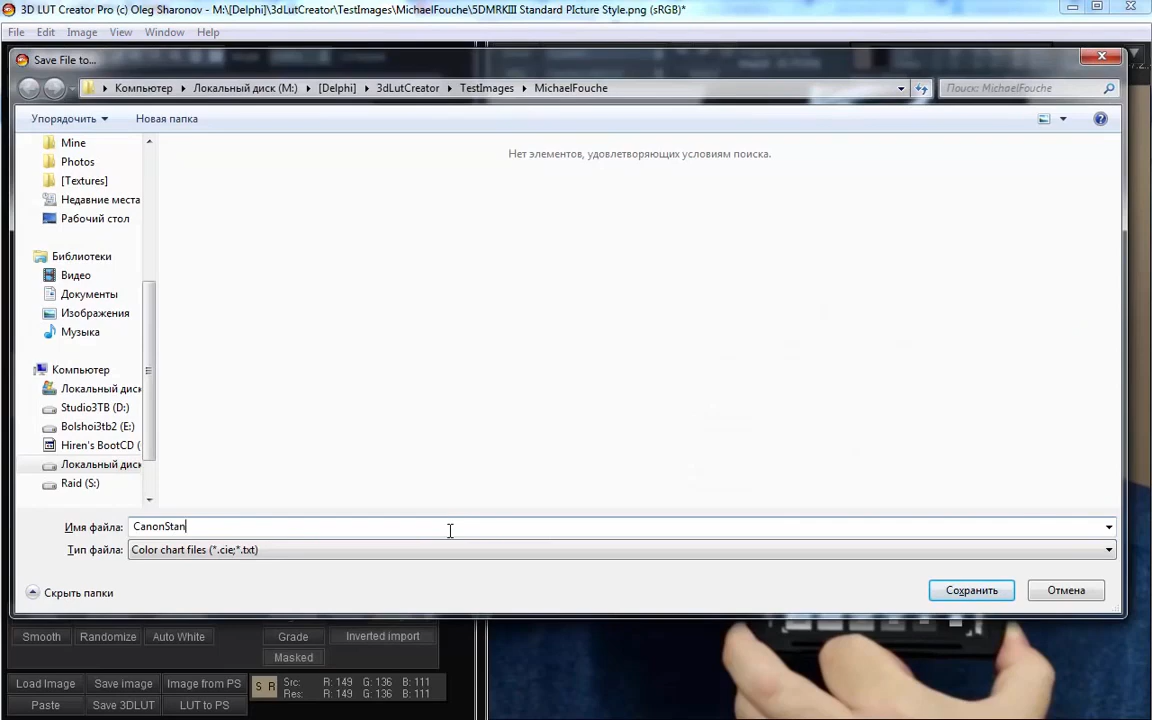 3D LUT Creator Pro (c) Oleg Sharonov - M:\[Delphi]\3dLutCreator\TestImages\MichaelFouche\5DMRKIII Standard PIcture Style.png (sRGB)*
File Edit Image View Window Help
Save File to...
Компьютер Локальный диск (M:) [Delphi] 3dLutCreator TestImages MichaelFouche
Поиск: MichaelFouche
Упорядочить Новая папка
Нет элементов, удовлетворяющих условиям поиска.
Mine
Photos
[Textures]
Недавние места
Рабочий стол
Библиотеки
Видео
Документы
Изображения
Музыка
Компьютер
Локальный диск
Studio3TB (D:)
Bolshoi3tb2 (E:)
Hiren's BootCD (
Локальный диск
Raid (S:)
Имя файла: CanonStan
Тип файла: Color chart files (*.cie;*.txt)
Скрыть папки
Сохранить Отмена
Smooth Randomize Auto White Grade Inverted import
Masked
Load Image Save image Image from PS S R Src: R: 149 G: 136 B: 111
Res: R: 149 G: 136 B: 111
Paste Save 3DLUT LUT to PS